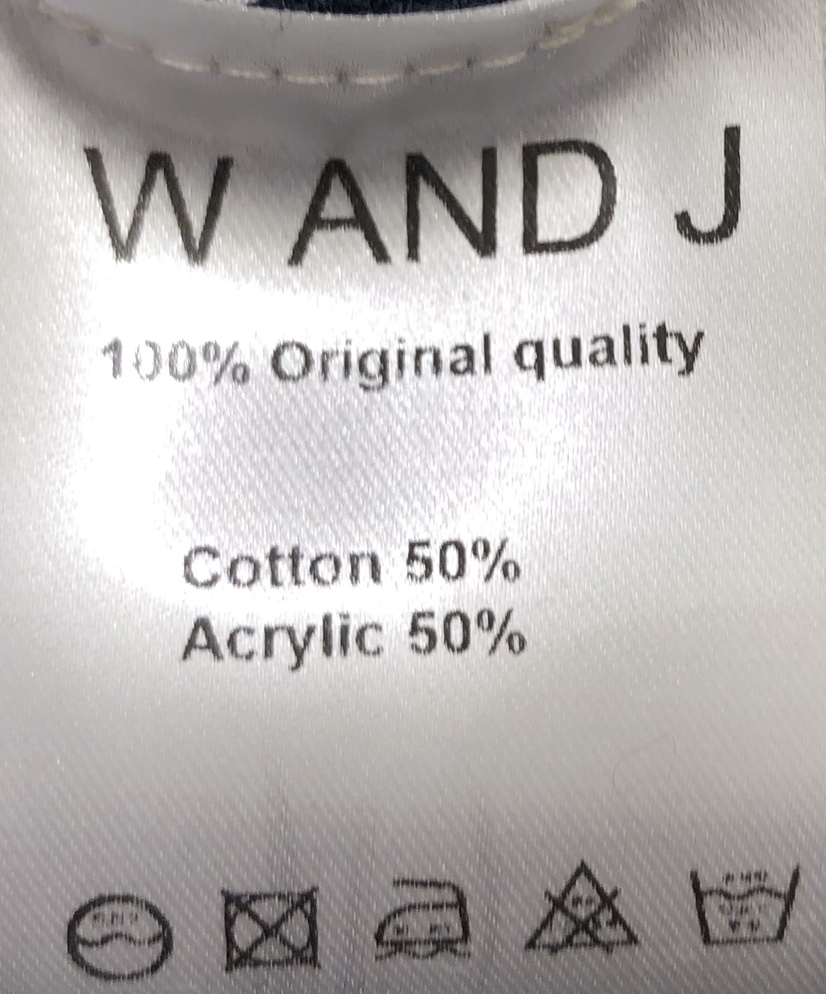 W AND J
100% Original quality
Cotton 50%
Acrylic 50%